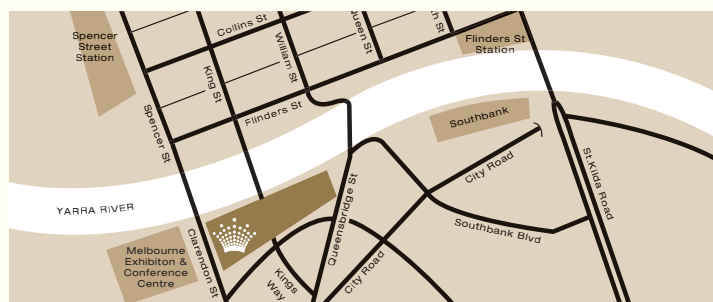 Spencer
Street
Station
Collins St
William St
Queen St
th St
Flinders St
Station
King St
Spencer St
Flinders St
Southbank
City Road
St.Kilda Road
YARRA RIVER
Queensbridge St
Southbank Blvd
Clarendon St
Melbourne
Exhibiton &
Conference
Centre
Kings
Way
City Road